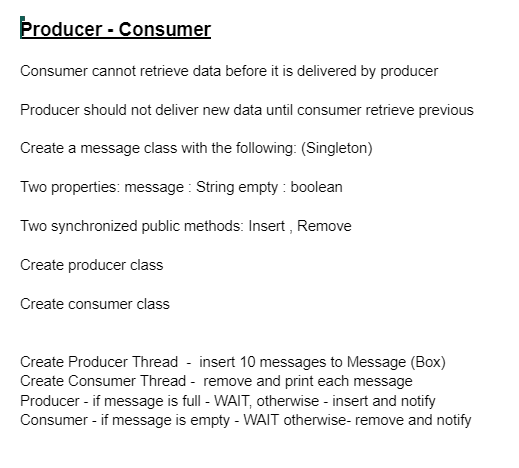 Producer - Consumer
Consumer cannot retrieve data before it is delivered by producer
Producer should not deliver new data until consumer retrieve previous
Create a message class with the following: (Singleton)
Two properties: message : String empty : boolean
Two synchronized public methods: Insert , Remove
Create producer class
Create consumer class
Create Producer Thread  -  insert 10 messages to Message (Box)
Create Consumer Thread -  remove and print each message
Producer - if message is full - WAIT, otherwise - insert and notify
Consumer - if message is empty - WAIT otherwise- remove and notify